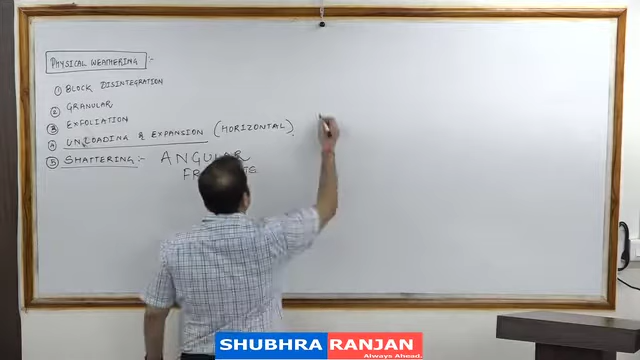 PHYSICAL WEATHERING :-
① BLOCK DISINTEGRATION
② GRANULAR
③ EXFOLIATION
④ UNLOADING & EXPANSION (HORIZONTAL).
⑤ SHATTERING :- ANGULAR
SHUBHRA RANJAN
Always Ahead.